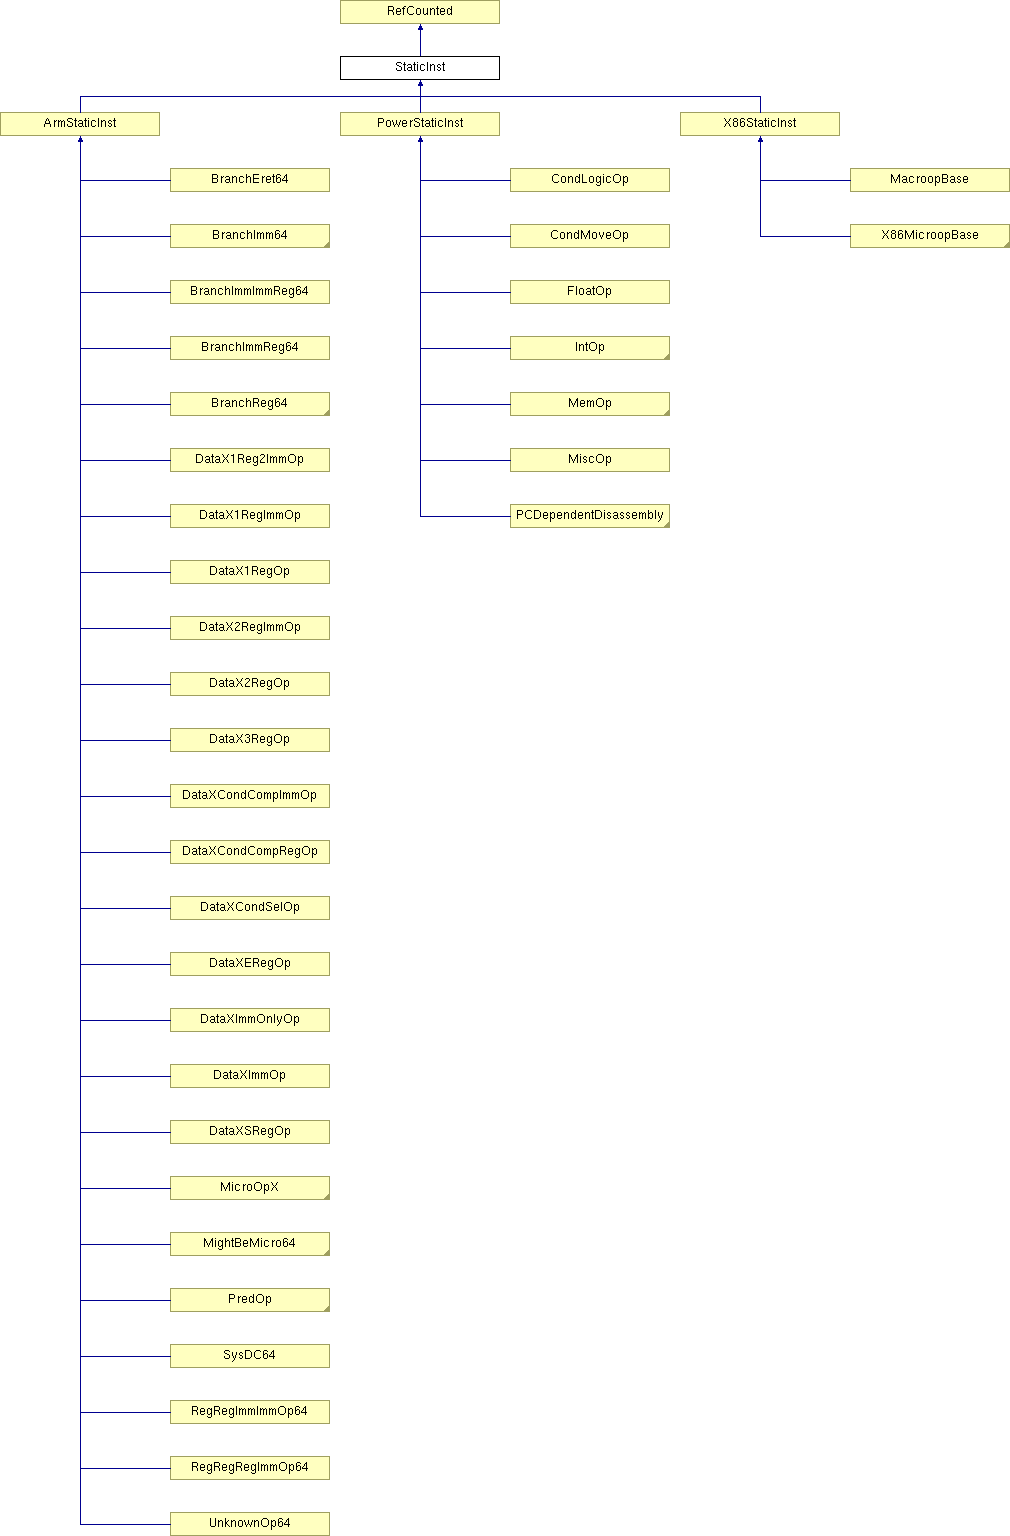 RefCounted
StaticInst
ArmStaticInst
PowerStaticInst
X86StaticInst
BranchEret64
CondLogicOp
MacroopBase
BranchImm64
CondMoveOp
X86MicroopBase
BranchImmImmReg64
FloatOp
BranchImmReg64
IntOp
BranchReg64
MemOp
DataX1Reg2ImmOp
MiscOp
DataX1RegImmOp
PCDependentDisassembly
DataX1RegOp
DataX2RegImmOp
DataX2RegOp
DataX3RegOp
DataXCondCompImmOp
DataXCondCompRegOp
DataXCondSelOp
DataXERegOp
DataXImmOnlyOp
DataXImmOp
DataXSRegOp
MicroOpX
MightBeMicro64
PredOp
SysDC64
RegRegImmImmOp64
RegRegRegImmOp64
UnknownOp64